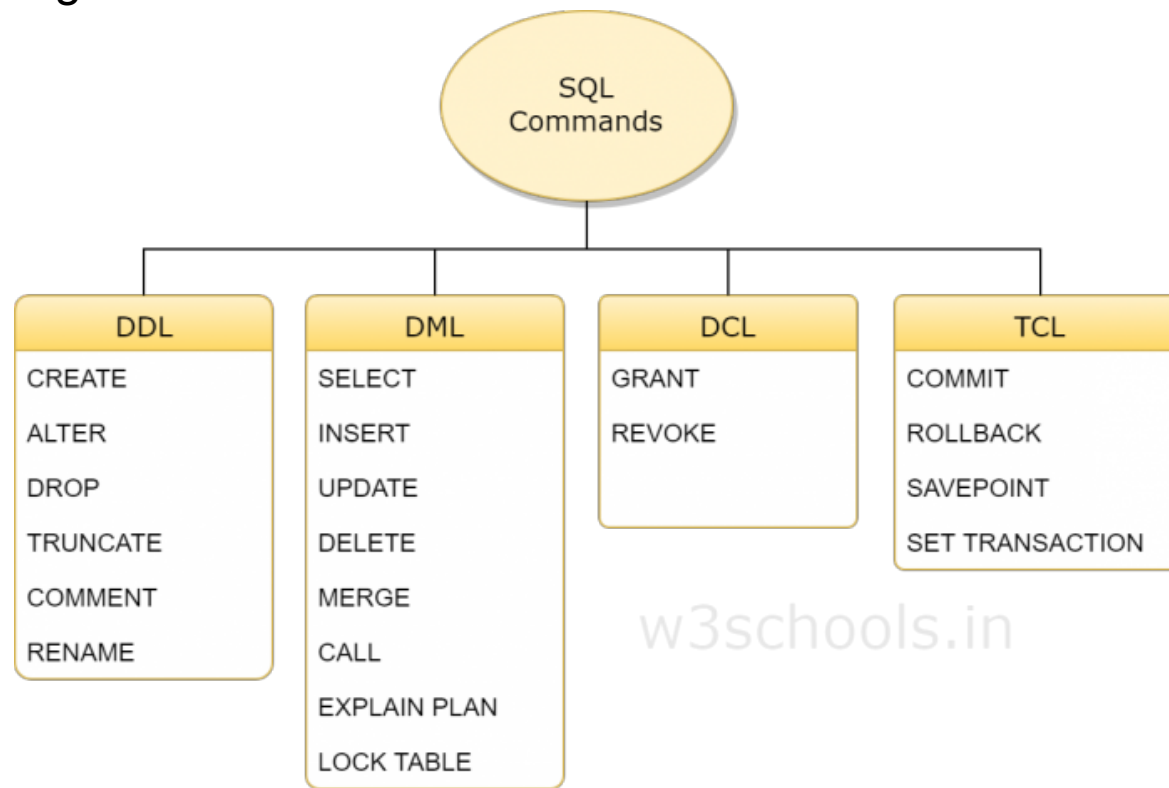 SQL
Commands
DDL
CREATE
ALTER
DROP
TRUNCATE
COMMENT
RENAME
DML
SELECT
INSERT
UPDATE
DELETE
MERGE
CALL
EXPLAIN PLAN
LOCK TABLE
DCL
GRANT
REVOKE
TCL
COMMIT
ROLLBACK
SAVEPOINT
SET TRANSACTION
w3schools.in